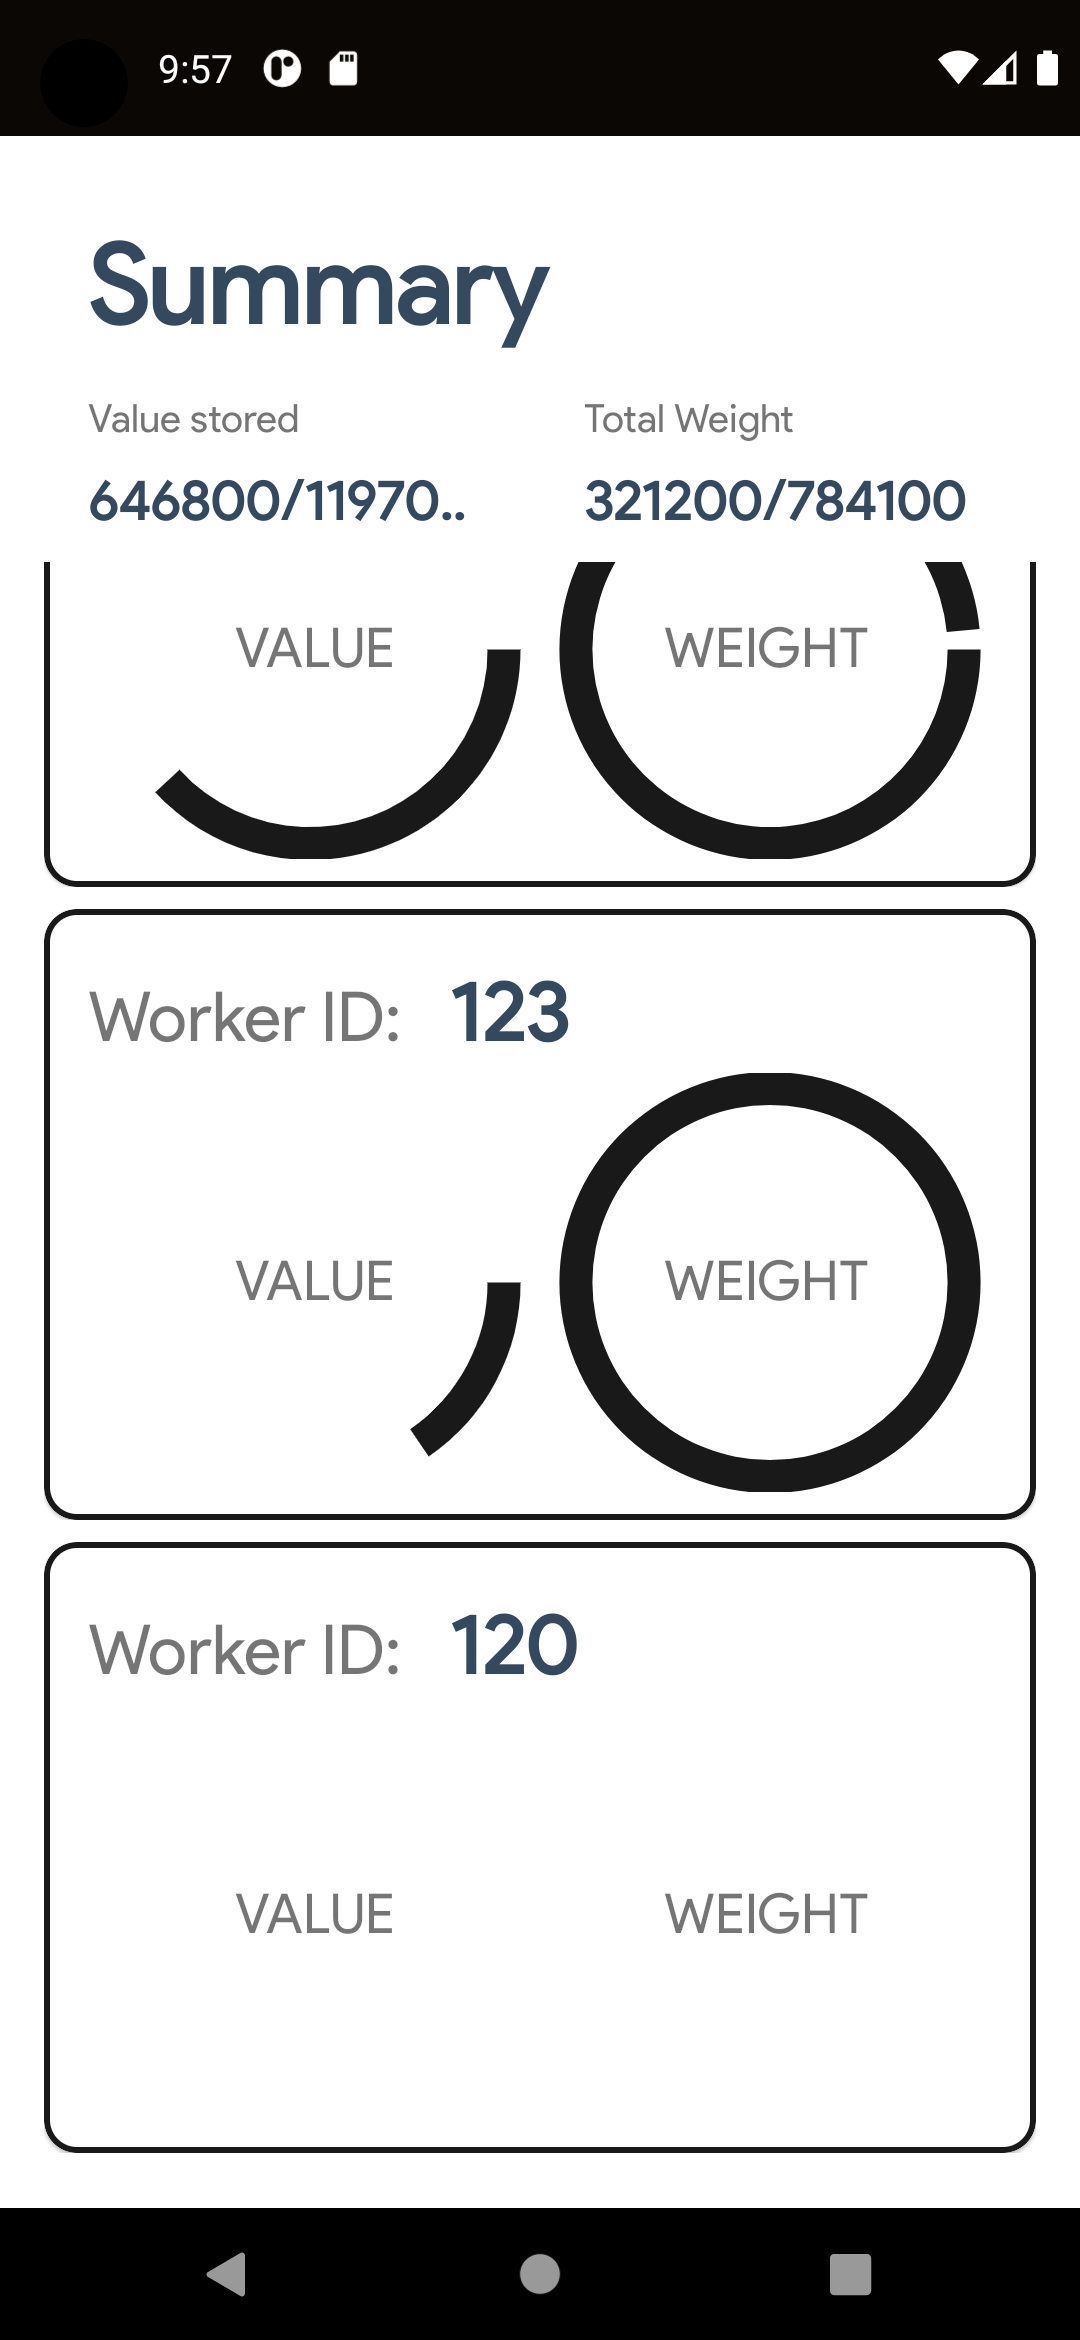 9:57
Summary
Value stored Total Weight
646800/11970.. 321200/784100
VALUE WEIGHT
Worker ID: 123
VALUE WEIGHT
Worker ID: 120
VALUE WEIGHT